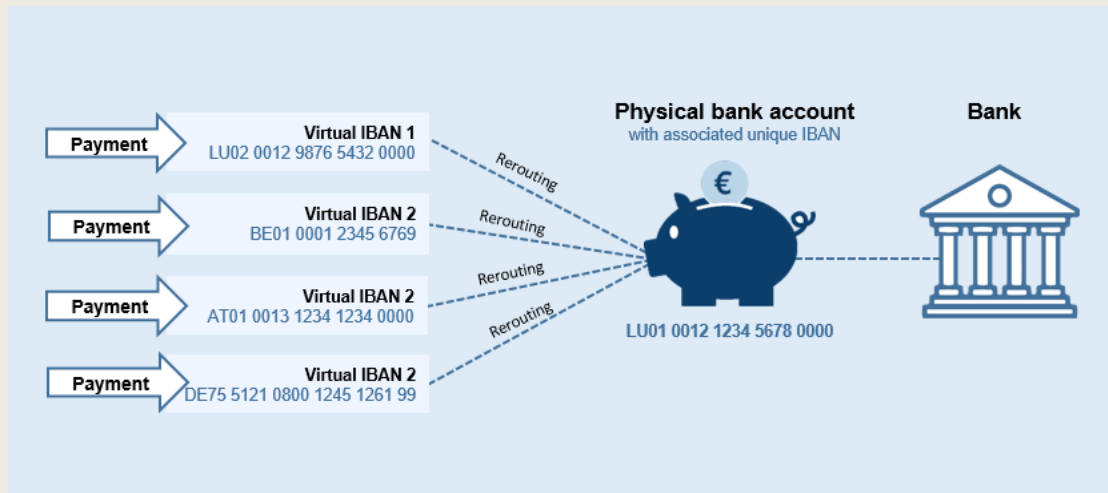 Physical bank account
with associated unique IBAN
Bank
Payment
Virtual IBAN 1
LU02 0012 9876 5432 0000
Rerouting
€
Payment
Virtual IBAN 2
BE01 0001 2345 6769
Rerouting
Payment
Virtual IBAN 2
AT01 0013 1234 1234 0000
Rerouting
LU01 0012 1234 5678 0000
Payment
Virtual IBAN 2
DE75 5121 0800 1245 1261 99
Rerouting